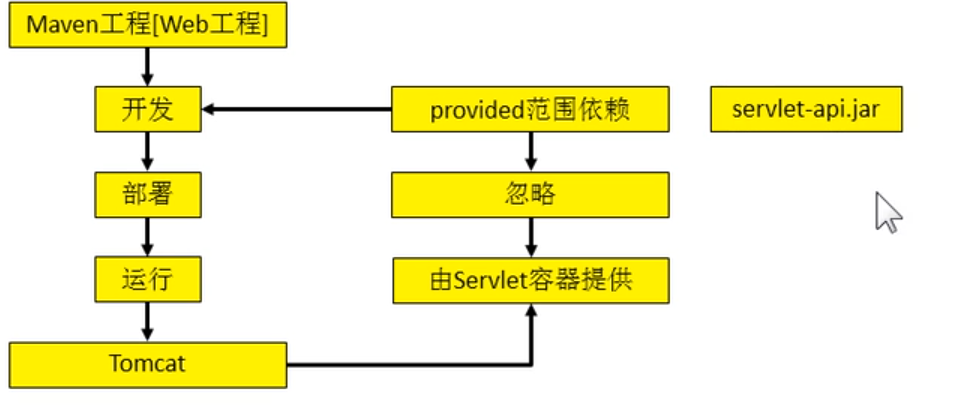 Maven工程[Web工程]
开发
provided范围依赖
servlet-api.jar
部署
忽略
运行
由Servlet容器提供
Tomcat